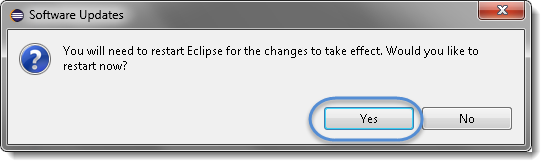 Software Updates
You will need to restart Eclipse for the changes to take effect. Would you like to
restart now?
Yes
No